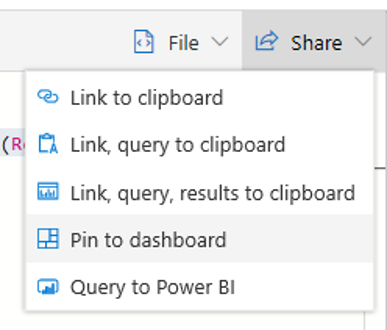 File Share
Link to clipboard
(R
Link, query to clipboard
Link, query, results to clipboard
Pin to dashboard
Query to Power BI